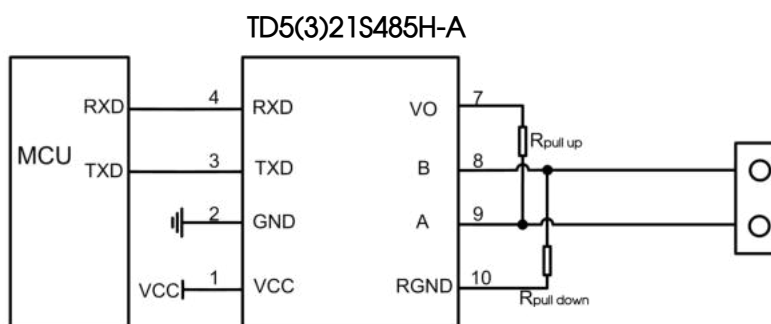 TD5(3)21S485H-A
RXD 4 RXD VO 7
Rpull up
MCU TXD 3 TXD B 8
2 GND A 9
VCC 1 VCC RGND 10
Rpull down